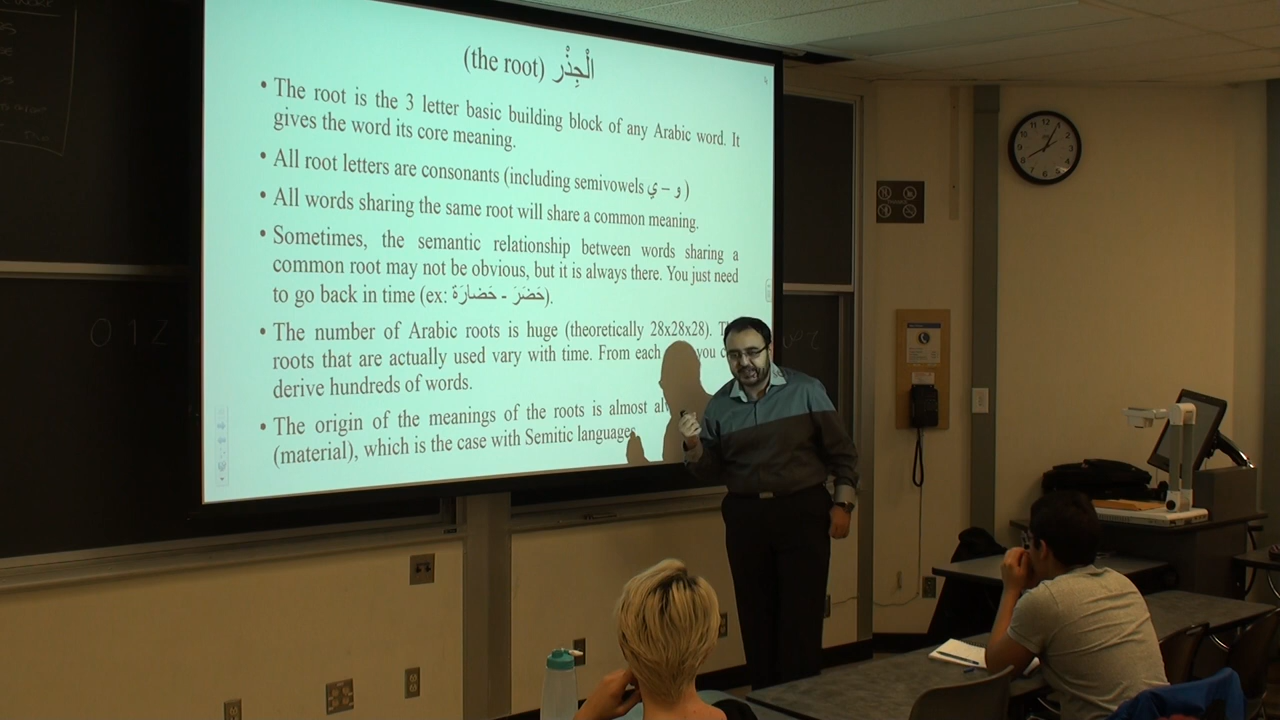 (the root) الْجِذْر
• The root is the 3 letter basic building block of any Arabic word. It
gives the word its core meaning.
• All root letters are consonants (including semivowels و – ي )
• All words sharing the same root will share a common meaning.
• Sometimes, the semantic relationship between words sharing a
common root may not be obvious, but it is always there. You just need
to go back in time (ex: حَضَرَ - حَضارَة).
• The number of Arabic roots is huge (theoretically 28x28x28).
roots that are actually used vary with time. From each you
derive hundreds of words.
• The origin of the meanings of the roots is almost
(material), which is the case with Semitic languages
012